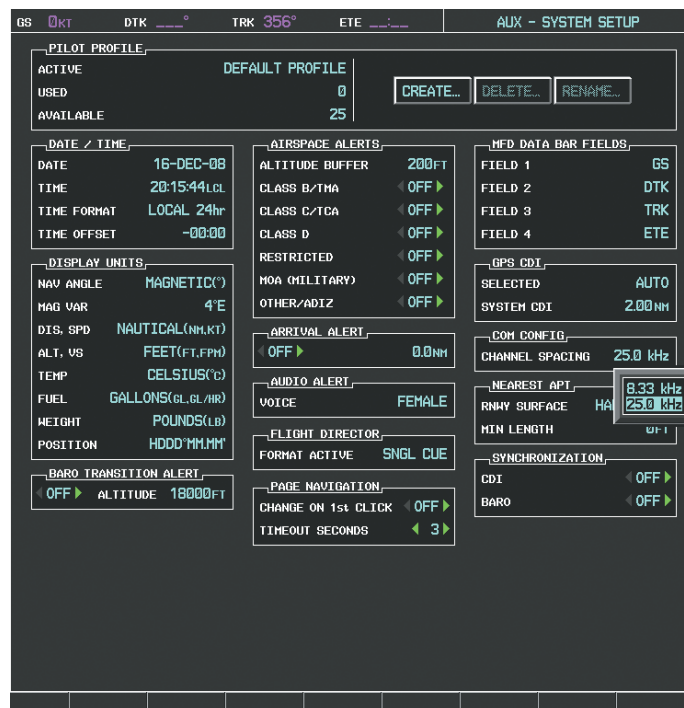 GS 0KT DTK ___° TRK 356° ETE __:__ AUX - SYSTEM SETUP
PILOT PROFILE
ACTIVE DEFAULT PROFILE
USED 0
AVAILABLE 25
CREATE... DELETE... RENAME...
DATE / TIME
DATE 16-DEC-08
TIME 20:15:44LCL
TIME FORMAT LOCAL 24hr
TIME OFFSET -00:00
DISPLAY UNITS
NAV ANGLE MAGNETIC(°)
MAG VAR 4°E
DIS, SPD NAUTICAL(NM,KT)
ALT, VS FEET(FT,FPM)
TEMP CELSIUS(°C)
FUEL GALLONS(GL,GL/HR)
WEIGHT POUNDS(LB)
POSITION HDDD°MM.MM'
BARO TRANSITION ALERT
OFF ALTITUDE 18000FT
AIRSPACE ALERTS
ALTITUDE BUFFER 200FT
CLASS B/TMA OFF
CLASS C/TCA OFF
CLASS D OFF
RESTRICTED OFF
MOA (MILITARY) OFF
OTHER/ADIZ OFF
ARRIVAL ALERT
OFF 0.0NM
AUDIO ALERT
VOICE FEMALE
FLIGHT DIRECTOR
FORMAT ACTIVE SNGL CUE
PAGE NAVIGATION
CHANGE ON 1st CLICK OFF
TIMEOUT SECONDS 3
MFD DATA BAR FIELDS
FIELD 1 GS
FIELD 2 DTK
FIELD 3 TRK
FIELD 4 ETE
GPS CDI
SELECTED AUTO
SYSTEM CDI 2.00NM
COM CONFIG
CHANNEL SPACING 25.0 kHz
8.33 kHz
25.0 kHz
NEAREST APT
RNWY SURFACE HA
MIN LENGTH 0FT
SYNCHRONIZATION
CDI OFF
BARO OFF